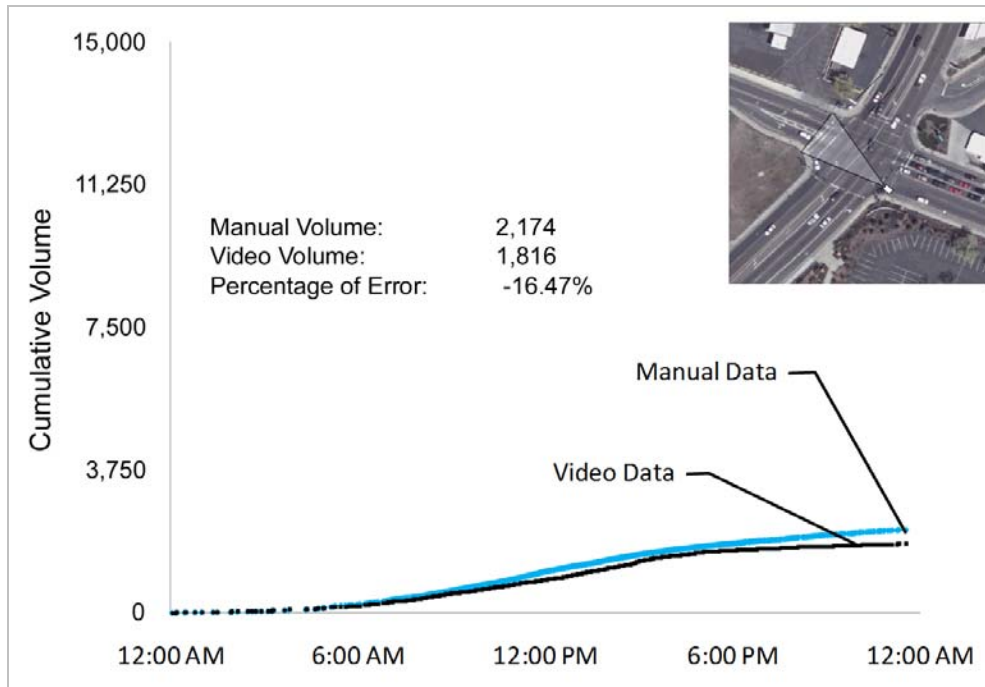 15,000
11,250
7,500
3,750
0
Cumulative Volume
Manual Volume: 2,174
Video Volume: 1,816
Percentage of Error: -16.47%
Manual Data
Video Data
12:00 AM
6:00 AM
12:00 PM
6:00 PM
12:00 AM